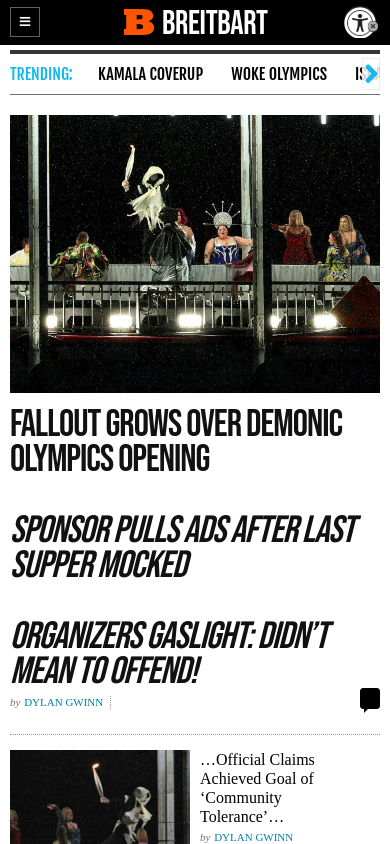 BREITBART
TRENDING: KAMALA COVERUP WOKE OLYMPICS
FALLOUT GROWS OVER DEMONIC
OLYMPICS OPENING
SPONSOR PULLS ADS AFTER LAST
SUPPER MOCKED
ORGANIZERS GASLIGHT: DIDN’T
MEAN TO OFFEND!
by DYLAN GWINN
…Official Claims
Achieved Goal of
‘Community
Tolerance’…
by DYLAN GWINN